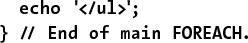 echo '</ul>';
} // End of main FOREACH.